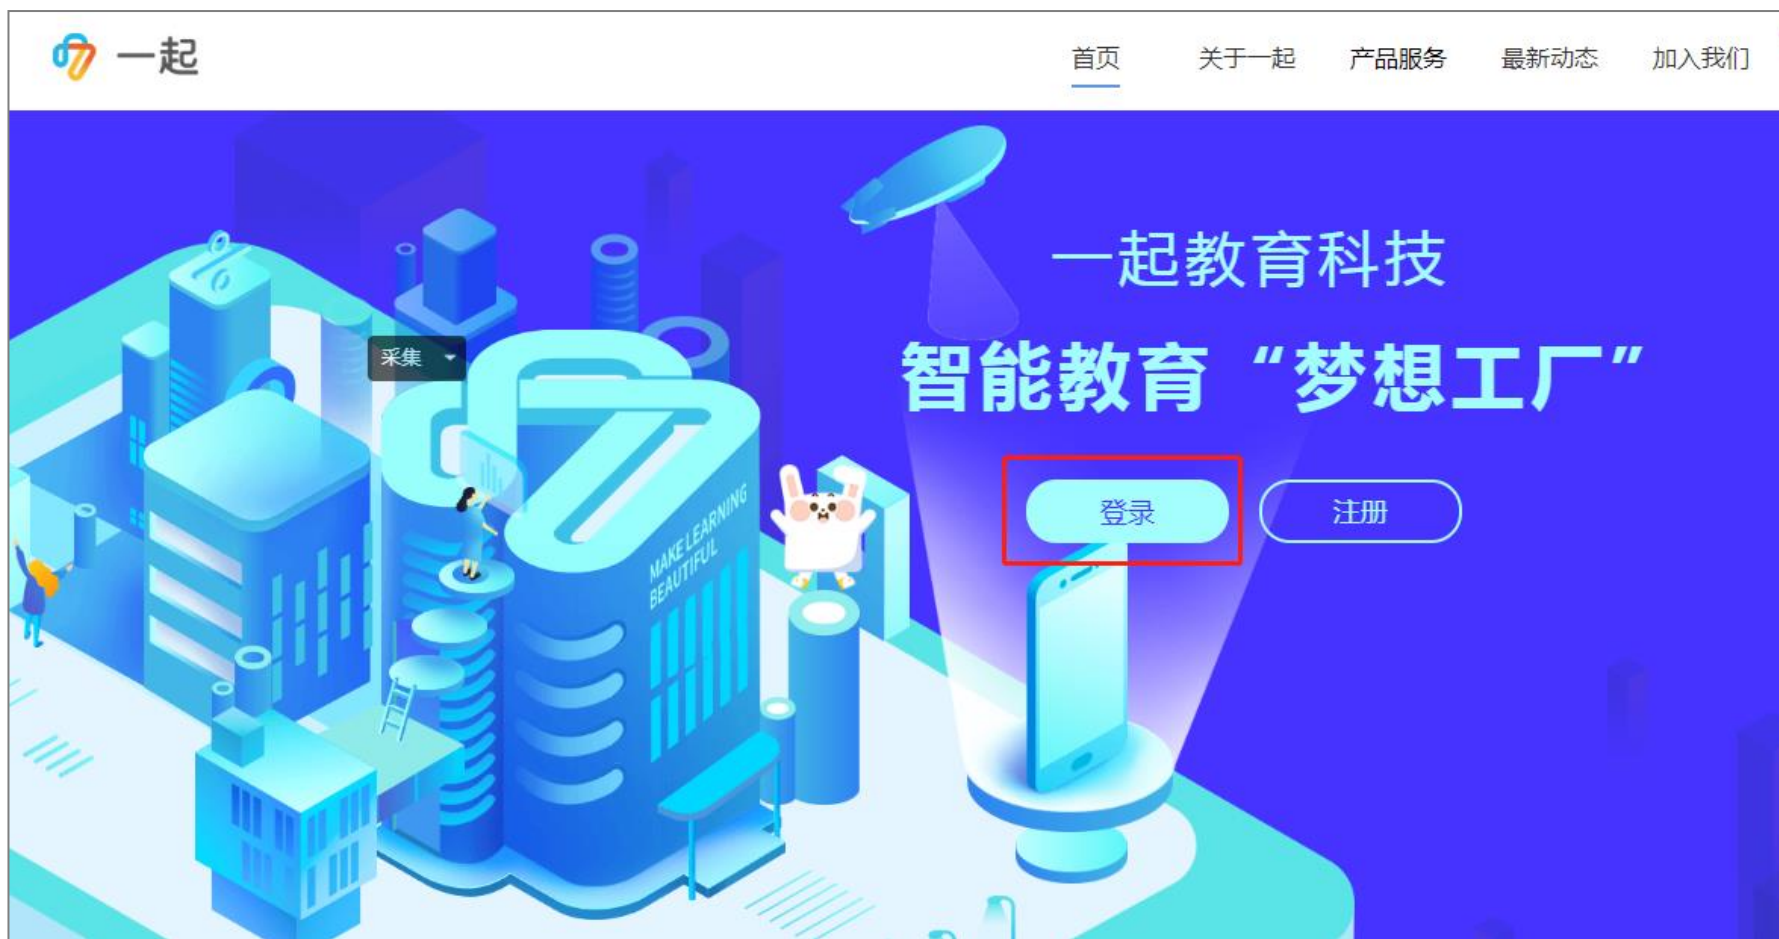 一起
首页 关于一起 产品服务 最新动态 加入我们
一起教育科技
智能教育“梦想工厂”
采集
登录 注册
MAKE LEARNING
BEAUTIFUL